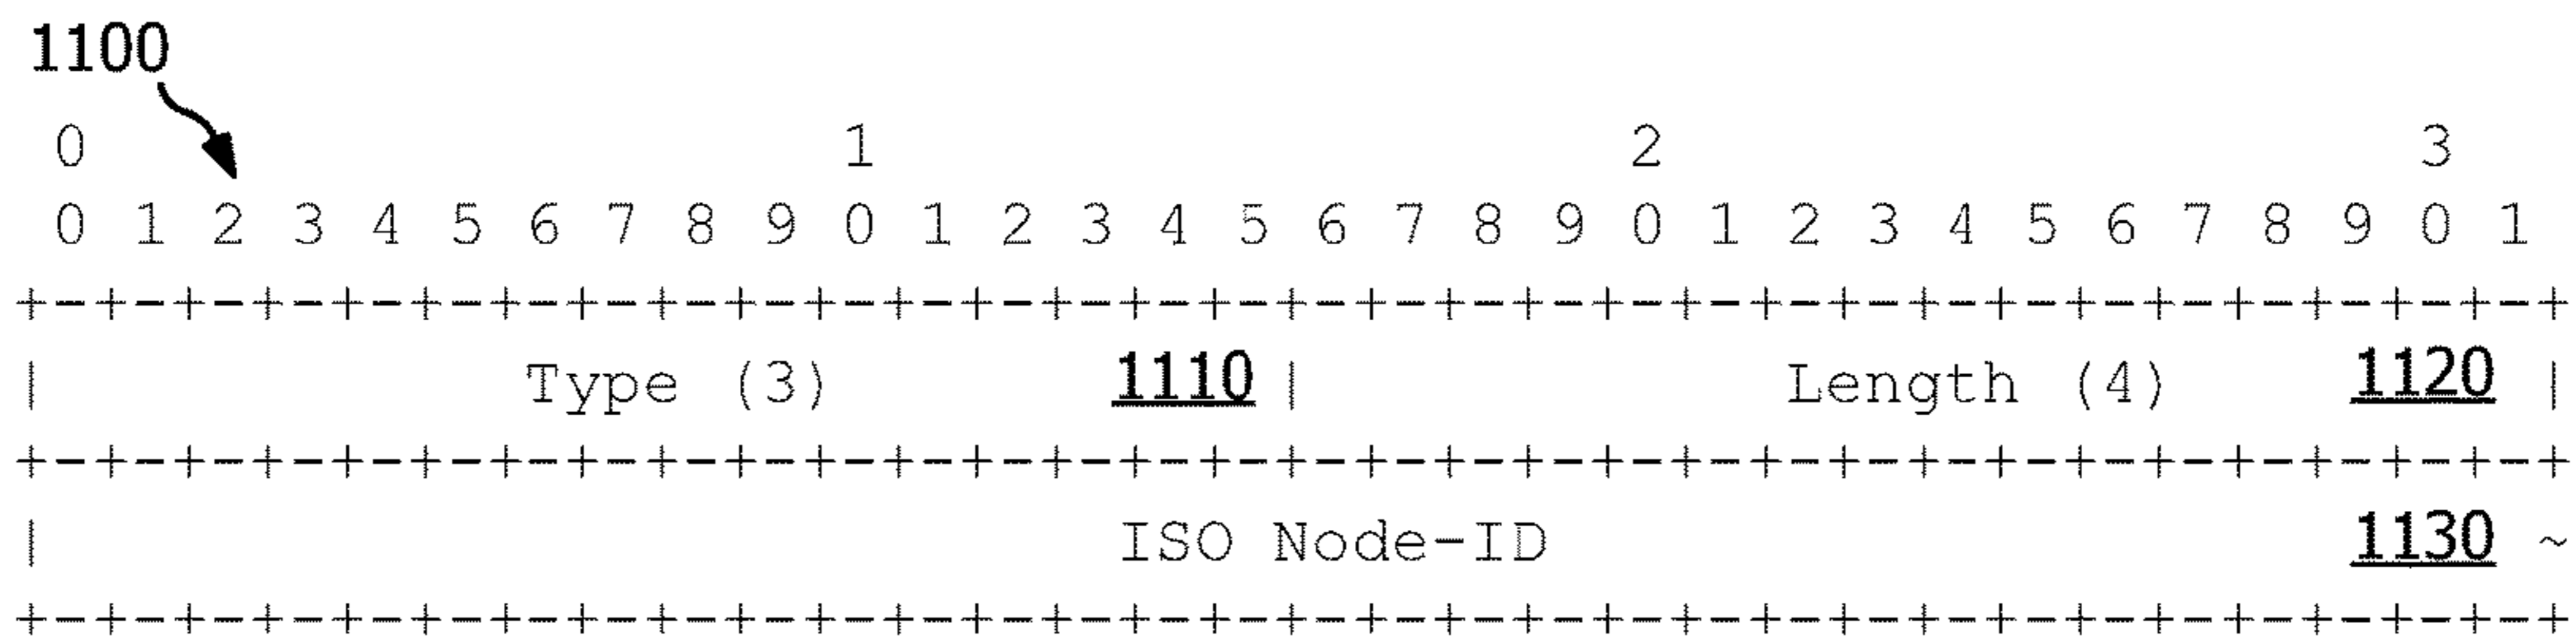 1100
0 1 2 3
0 1 2 3 4 5 6 7 8 9 0 1 2 3 4 5 6 7 8 9 0 1 2 3 4 5 6 7 8 9 0 1
+-+-+-+-+-+-+-+-+-+-+-+-+-+-+-+-+-+-+-+-+-+-+-+-+-+-+-+-+-+-+-+-+
| Type (3) 1110 | Length (4) 1120 |
+-+-+-+-+-+-+-+-+-+-+-+-+-+-+-+-+-+-+-+-+-+-+-+-+-+-+-+-+-+-+-+-+
| ISO Node-ID 1130 ~
+-+-+-+-+-+-+-+-+-+-+-+-+-+-+-+-+-+-+-+-+-+-+-+-+-+-+-+-+-+-+-+-+